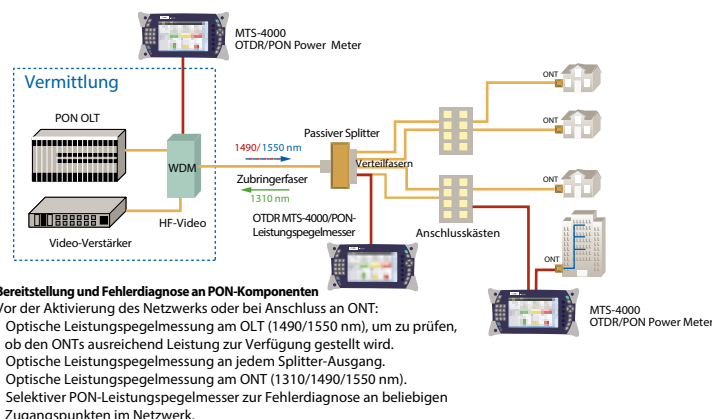 MTS-4000
OTDR/PON Power Meter
Vermittlung
PON OLT
WDM
Video-Verstärker
HF-Video
1490/1550 nm
Zubringerfaser
1310 nm
Passiver Splitter
Verteilfasern
OTDR MTS-4000/PON-
Leistungspegelmesser
Anschlusskästen
ONT
ONT
ONT
ONT
MTS-4000
OTDR/PON Power Meter
Bereitstellung und Fehlerdiagnose an PON-Komponenten
Vor der Aktivierung des Netzwerks oder bei Anschluss an ONT:
Optische Leistungspegelmessung am OLT (1490/1550 nm), um zu prüfen,
ob den ONTs ausreichend Leistung zur Verfügung gestellt wird.
Optische Leistungspegelmessung an jedem Splitter-Ausgang.
Optische Leistungspegelmessung am ONT (1310/1490/1550 nm).
Selektiver PON-Leistungspegelmesser zur Fehlerdiagnose an beliebigen
Zugangspunkten im Netzwerk.